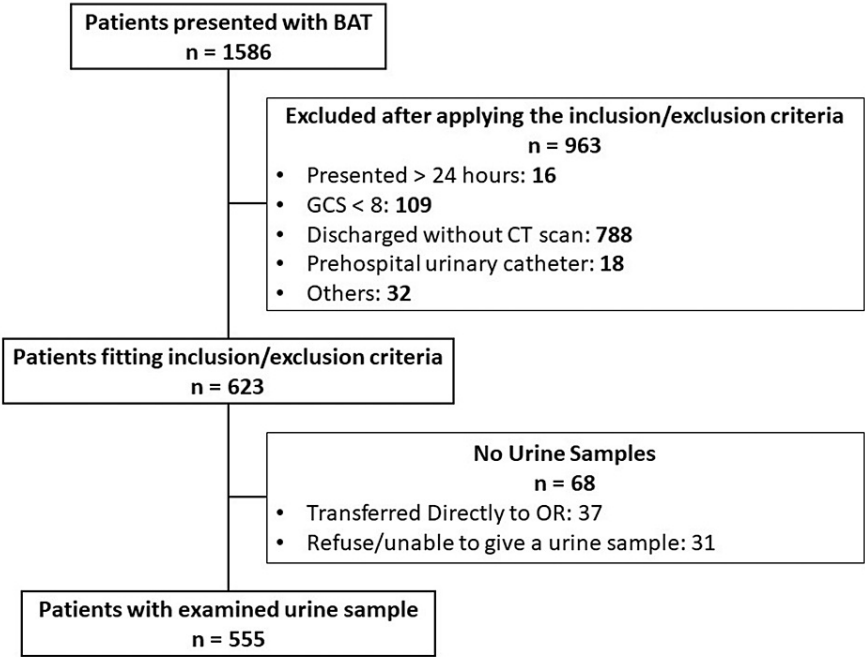 Patients presented with BAT
n = 1586
Excluded after applying the inclusion/exclusion criteria
n = 963
• Presented > 24 hours: 16
• GCS < 8: 109
• Discharged without CT scan: 788
• Prehospital urinary catheter: 18
• Others: 32
Patients fitting inclusion/exclusion criteria
n = 623
No Urine Samples
n = 68
• Transferred Directly to OR: 37
• Refuse/unable to give a urine sample: 31
Patients with examined urine sample
n = 555